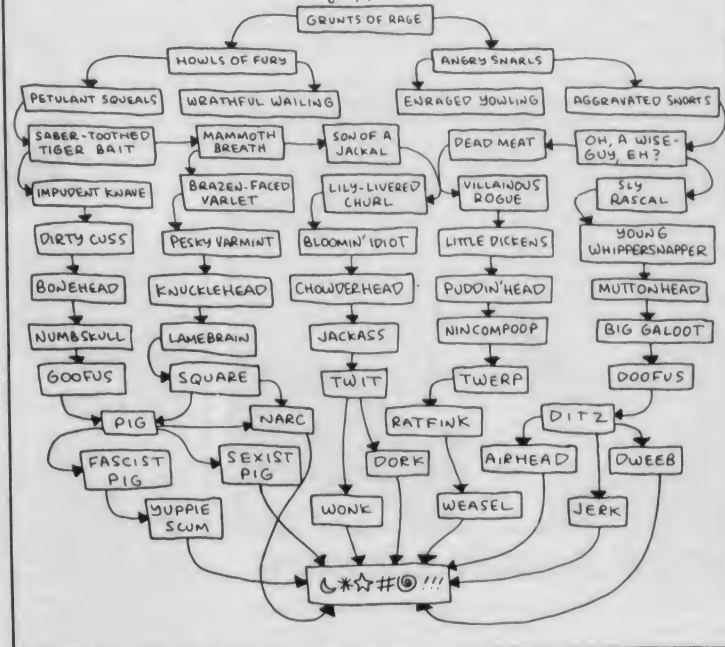 GRUNTS OF RAGE
HOWLS OF FURY
ANGRY SNARLS
PETULANT SQUEALS
WRATHFUL WAILING
ENRAGED YOWLING
AGGRAVATED SNORTS
SABER-TOOTHED
TIGER BAIT
MAMMOTH
BREATH
SON OF A
JACKAL
DEAD MEAT
OH, A WISE-
GUY, EH?
IMPUDENT KNAVE
BRAZEN-FACED
VARLET
LILY-LIVERED
CHURL
VILLAINOUS
ROGUE
SLY
RASCAL
DIRTY CUSS
PESKY VARMINT
BLOOMIN' IDIOT
LITTLE DICKENS
YOUNG
WHIPPERSNAPPER
BONEHEAD
KNUCKLEHEAD
CHOWDERHEAD
PUDDIN'HEAD
MUTTONHEAD
NUMBSKULL
LAMEBRAIN
JACKASS
NINCOMPOOP
BIG GALOOT
GOOFUS
SQUARE
TWIT
TWERP
DOOFUS
PIG
NARC
RATFINK
DITZ
FASCIST
PIG
SEXIST
PIG
DORK
AIRHEAD
DWEEB
YUPPIE
SCUM
WONK
WEASEL
JERK
☾*☆#@!!!